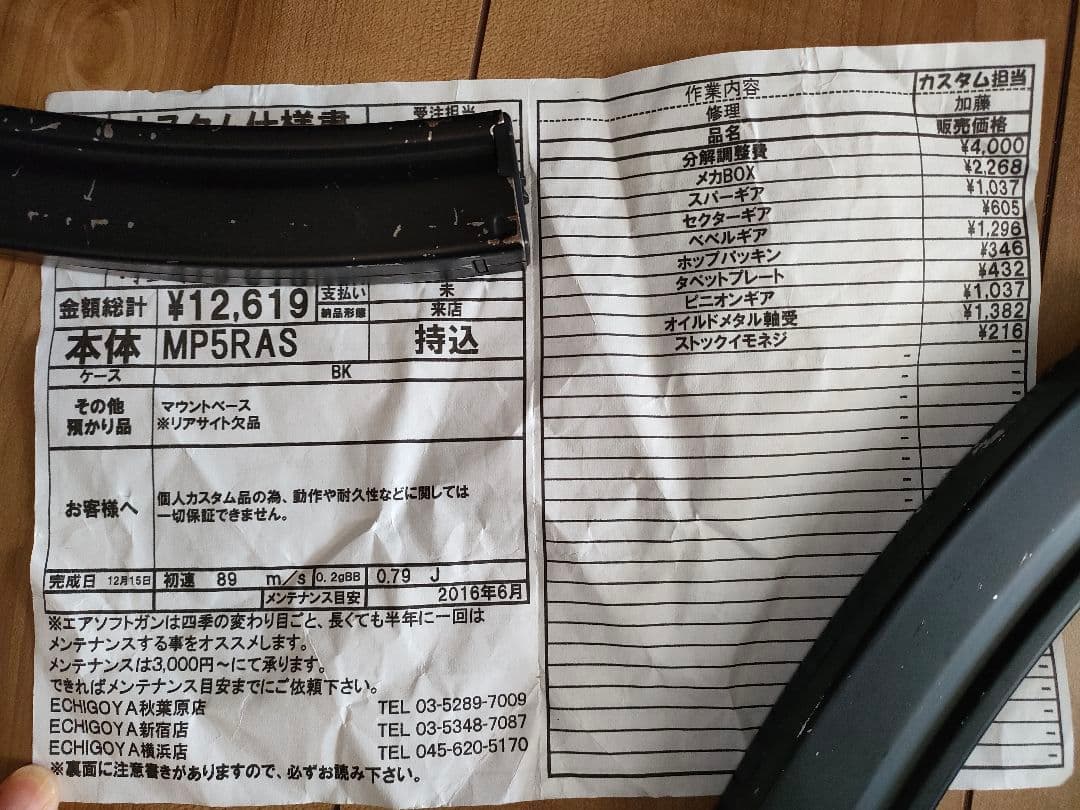 カスタム仕様書 受注担当
金額総計 ¥12,619 支払い 未
納品形態 来店
本体 MP5RAS 持込
ケース BK
その他
預かり品
マウントベース
※リアサイト欠品
お客様へ
個人カスタム品の為、動作や耐久性などに関しては
一切保証できません。
完成日 12月15日 初速 89 m/s 0.2gBB 0.79 J
メンテナンス目安 2016年6月
※エアソフトガンは四季の変わり目ごと、長くても半年に一回は
メンテナンスする事をオススメします。
メンテナンスは3,000円～にて承ります。
できればメンテナンス目安までにご依頼下さい。
ECHIGOYA秋葉原店 TEL 03-5289-7009
ECHIGOYA新宿店 TEL 03-5348-7087
ECHIGOYA横浜店 TEL 045-620-5170
※裏面に注意書きがありますので、必ずお読み下さい。
作業内容 カスタム担当
修理 加藤
品名 販売価格
分解調整費 ¥4,000
メカBOX ¥2,268
スパーギア ¥1,037
セクターギア ¥605
ベベルギア ¥1,296
ホップパッキン ¥346
タペットプレート ¥432
ピニオンギア ¥1,037
オイルドメタル軸受 ¥1,382
ストックイモネジ ¥216